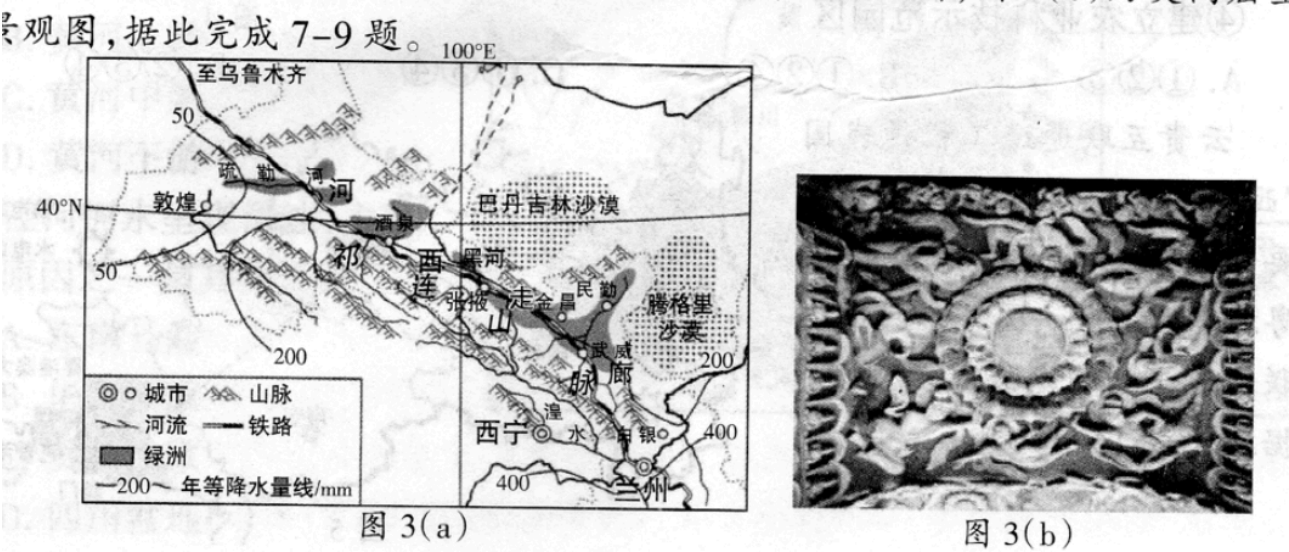 景观图,据此完成 7-9 题。
100°E
至乌鲁木齐
50
疏勒河
河
敦煌
40°N
酒泉
巴丹吉林沙漠
祁
西
黑河
50
连
张掖
走
金昌
民勤
山
腾格里
沙漠
武威
200
200
脉
廊
城市
山脉
河流
铁路
绿洲
200 年等降水量线/mm
湟水
西宁
白银
400
400
兰州
图 3(a)
图 3(b)